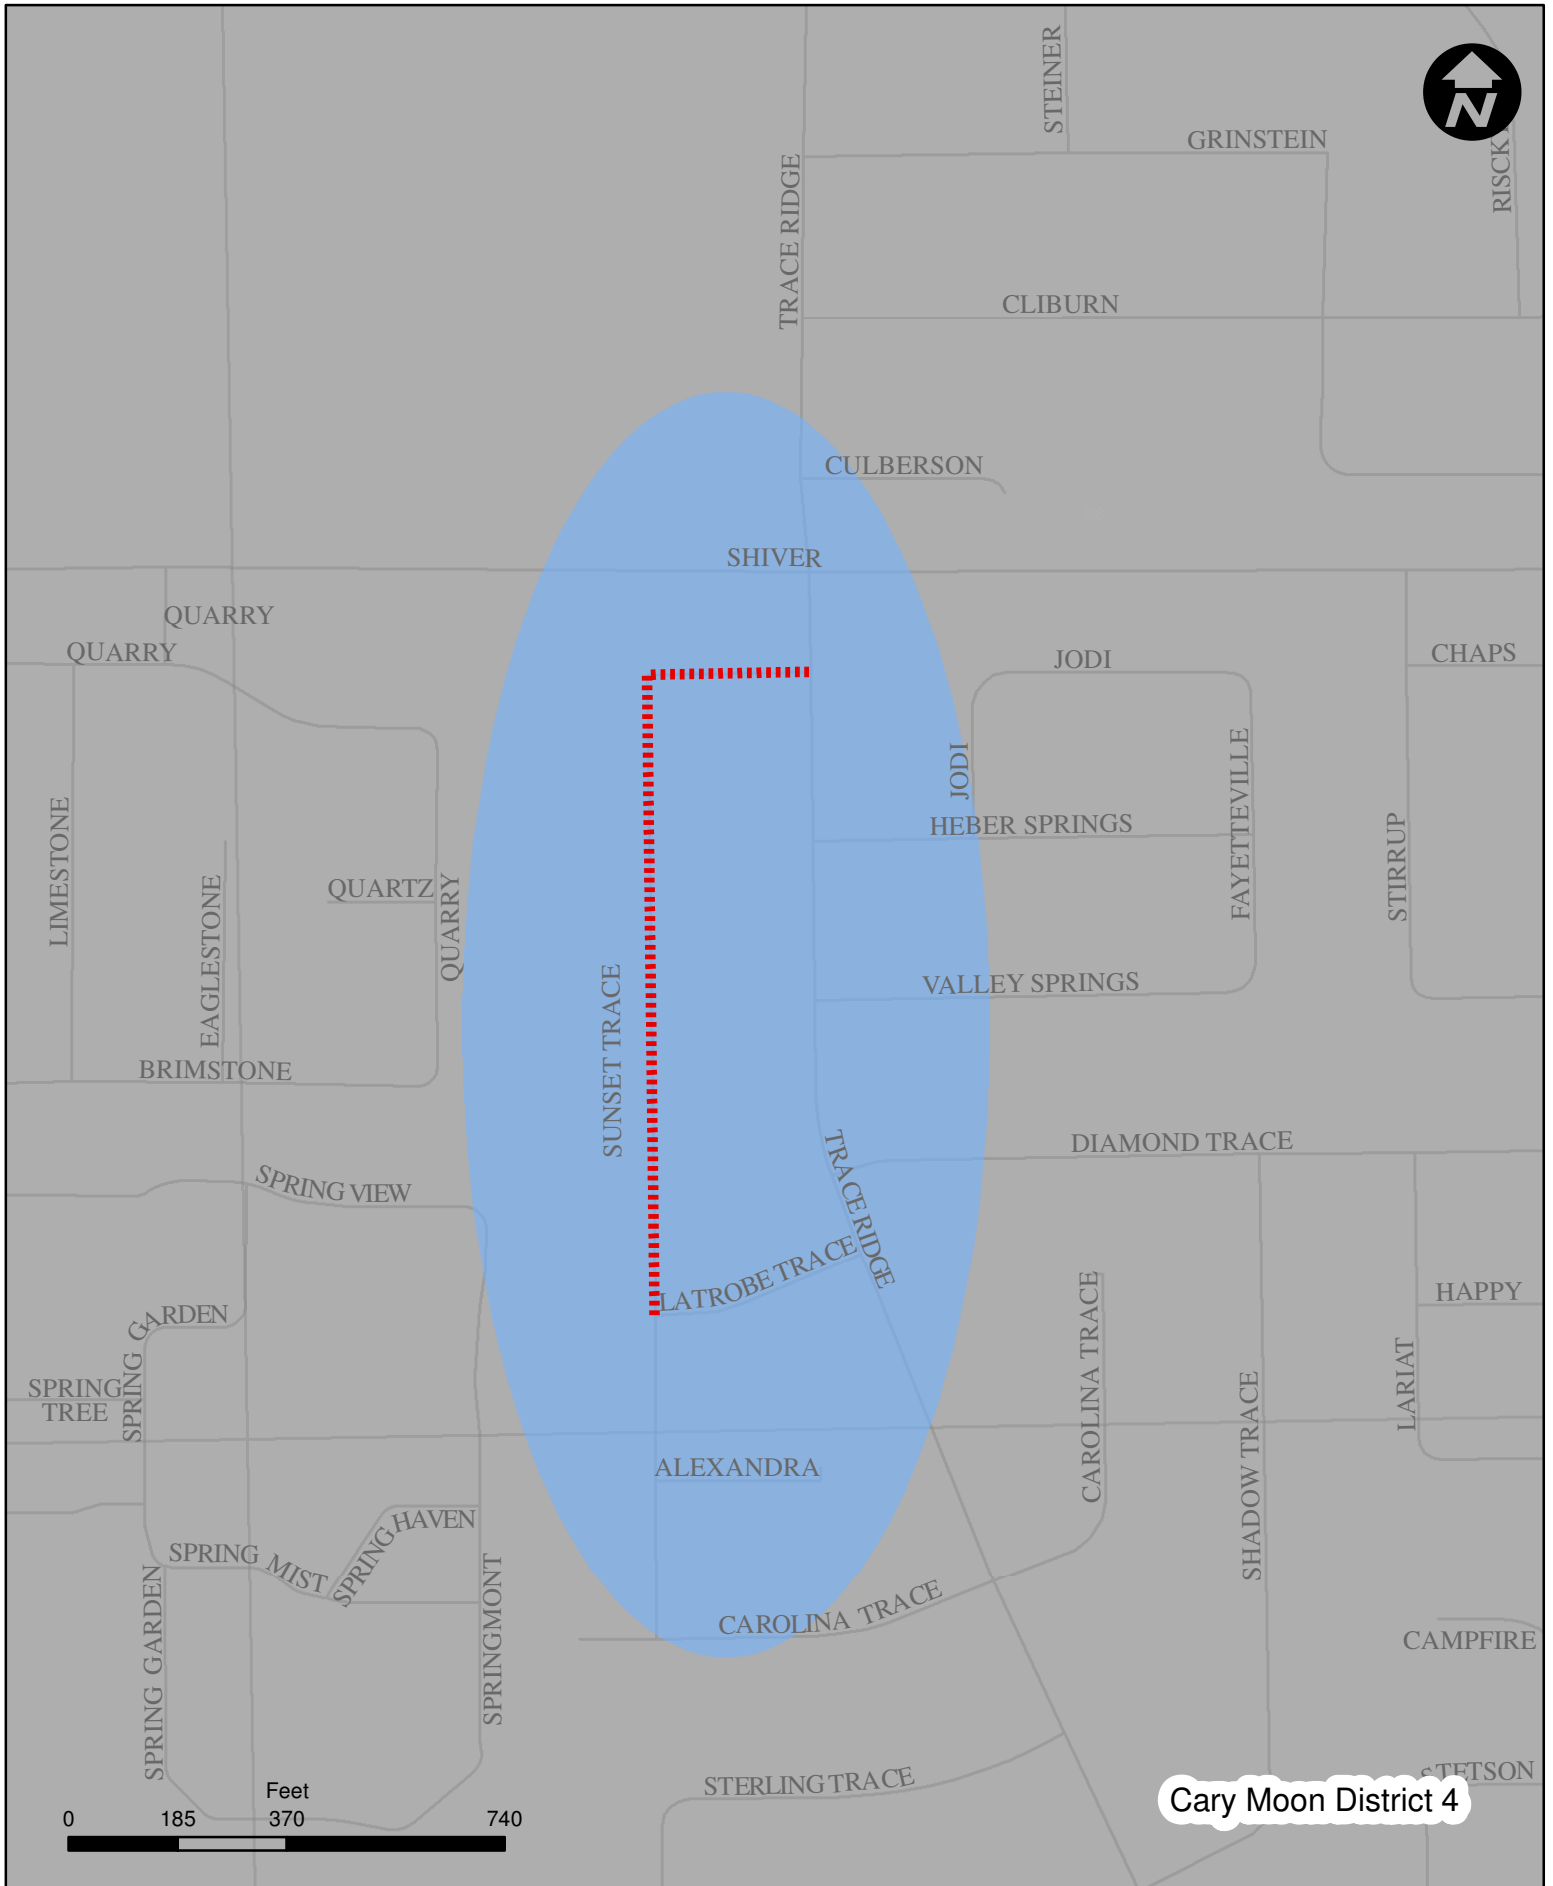 STEINER
N
GRINSTEIN
TRACE RIDGE
CLIBURN
CULBERSON
SHIVER
QUARRY
QUARRY
JODI
CHAPS
JODI
FAYETTEVILLE
HEBER SPRINGS
LIMESTONE
STIRRUP
EAGLESTONE
QUARTZ
QUARRY
SUNSET TRACE
VALLEY SPRINGS
BRIMSTONE
TRACE RIDGE
DIAMOND TRACE
SPRING VIEW
LATROBE TRACE
CAROLINA TRACE
HAPPY
SPRING GARDEN
SPRING
TREE
LARIAT
SHADOW TRACE
ALEXANDRA
SPRING HAVEN
SPRING MIST
SPRING GARDEN
SPRINGMONT
CAROLINA TRACE
CAMPFIRE
STERLING TRACE
STETSON
Feet
0 185 370 740
Cary Moon District 4